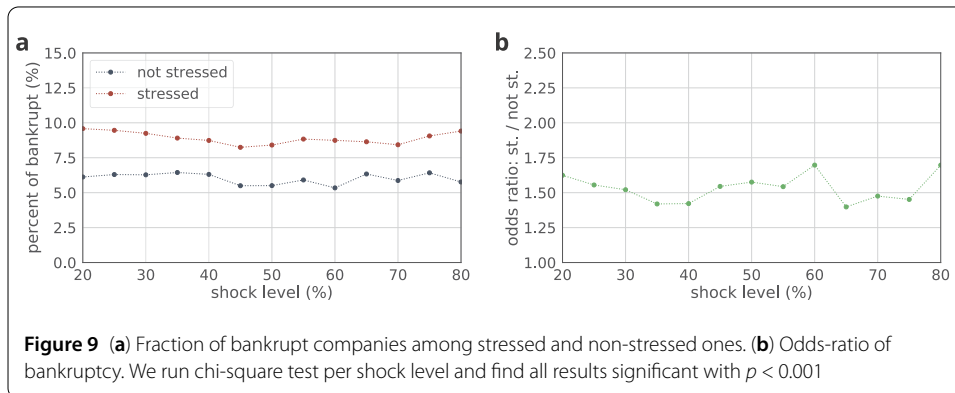 a
15.0
12.5
10.0
7.5
5.0
2.5
0.0
percent of bankrupt (%)
not stressed
stressed
20 30 40 50 60 70 80
shock level (%)
b
2.50
2.25
2.00
1.75
1.50
1.25
1.00
odds ratio: st. / not st.
20 30 40 50 60 70 80
shock level (%)
Figure 9 (a) Fraction of bankrupt companies among stressed and non-stressed ones. (b) Odds-ratio of
bankruptcy. We run chi-square test per shock level and find all results significant with p < 0.001